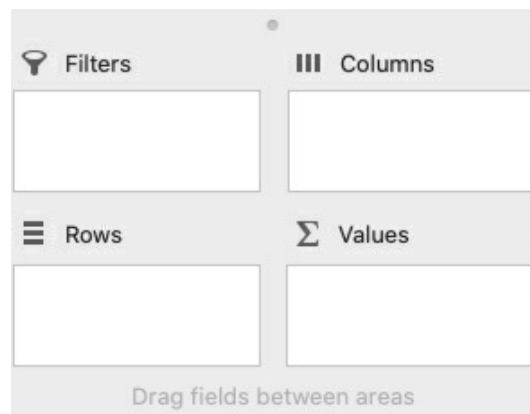 Filters
Columns
Rows
Σ Values
Drag fields between areas